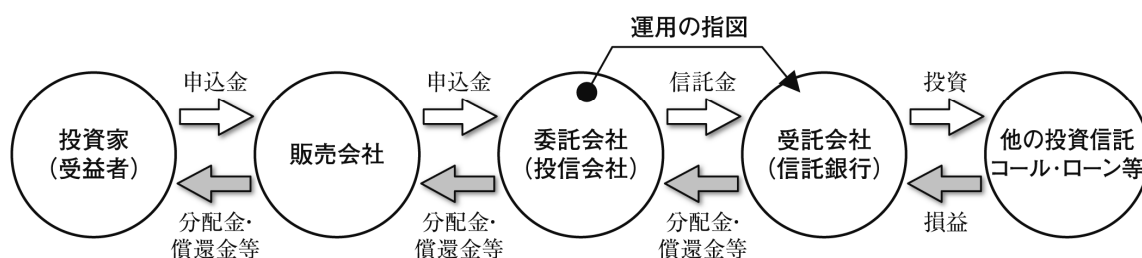 運用の指図
申込金
申込金
信託金
投資
投資家
(受益者)
販売会社
委託会社
(投信会社)
受託会社
(信託銀行)
他の投資信託
コール・ローン等
分配金・
償還金等
分配金・
償還金等
分配金・
償還金等
損益